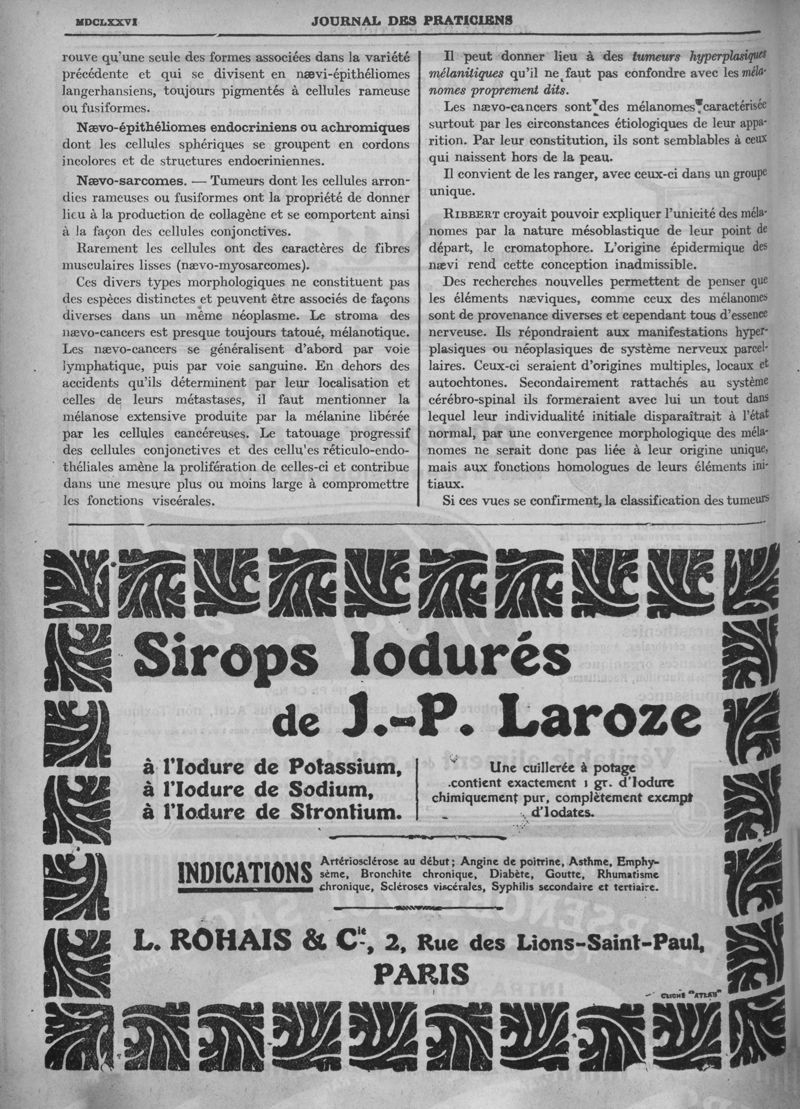 MDCLXXVI
JOURNAL DES PRATICIENS
rouve qu'une seule des formes associées dans la variété
précédente et qui se divisent en nævi-épithéliomes
langerhansiens, toujours pigmentés à cellules rameuse
ou fusiformes.
Nævo-épithéliomes endocriniens ou achromiques
dont les cellules sphériques se groupent en cordons
incolores et de structures endocriniennes.
Nævo-sarcomes. — Tumeurs dont les cellules arron-
dies rameuses ou fusiformes ont la propriété de donner
lieu à la production de collagène et se comportent ainsi
à la façon des cellules conjonctives.
Rarement les cellules ont des caractères de fibres
musculaires lisses (nævo-myosarcomes).
Ces divers types morphologiques ne constituent pas
des espèces distinctes et peuvent être associés de façons
diverses dans un même néoplasme. Le stroma des
nævo-cancers est presque toujours tatoué, mélanotique.
Les nævo-cancers se généralisent d'abord par voie
lymphatique, puis par voie sanguine. En dehors des
accidents qu'ils déterminent par leur localisation et
celles de leurs métastases, il faut mentionner la
mélanose extensive produite par la mélanine libérée
par les cellules cancéreuses. Le tatouage progressif
des cellules conjonctives et des cellules réticulo-endo-
théliales amène la prolifération de celles-ci et contribue
dans une mesure plus ou moins large à compromettre
les fonctions viscérales.
Il peut donner lieu à des tumeurs hyperplasiques
mélanitiques qu'il ne faut pas confondre avec les méla-
nomes proprement dits.
Les nævo-cancers sont des mélanomes caractérisée
surtout par les circonstances étiologiques de leur appa-
rition. Par leur constitution, ils sont semblables à ceux
qui naissent hors de la peau.
Il convient de les ranger, avec ceux-ci dans un groupe
unique.
RIBBERT croyait pouvoir expliquer l'unicité des méla-
nomes par la nature mésoblastique de leur point de
départ, le cromatophore. L'origine épidermique des
nævi rend cette conception inadmissible.
Des recherches nouvelles permettent de penser que
les éléments næviques, comme ceux des mélanomes
sont de provenance diverses et cependant tous d'essence
nerveuse. Ils répondraient aux manifestations hyper-
plasiques ou néoplasiques de système nerveux parcel-
laires. Ceux-ci seraient d'origines multiples, locaux et
autochtones. Secondairement rattachés au système
cérébro-spinal ils formeraient avec lui un tout dans
lequel leur individualité initiale disparaîtrait à l'état
normal, par une convergence morphologique des méla-
nomes ne serait donc pas liée à leur origine unique,
mais aux fonctions homologues de leurs éléments ini-
tiaux.
Si ces vues se confirment, la classification des tumeurs
Sirops Iodurés
de J.-P. Laroze
à l'Iodure de Potassium,
à l'Iodure de Sodium,
à l'Iodure de Strontium.
Une cuillerée à potage
contient exactement 1 gr. d'Iodure
chimiquement pur, complètement exempt
d'Iodates.
INDICATIONS
Artériosclérose au début ; Angine de poitrine, Asthme, Emphy-
sème, Bronchite chronique, Diabète, Goutte, Rhumatisme
chronique, Scléroses viscérales, Syphilis secondaire et tertiaire.
L. ROHAIS & Cie, 2, Rue des Lions-Saint-Paul,
PARIS
CLICHÉ "ATLAS"